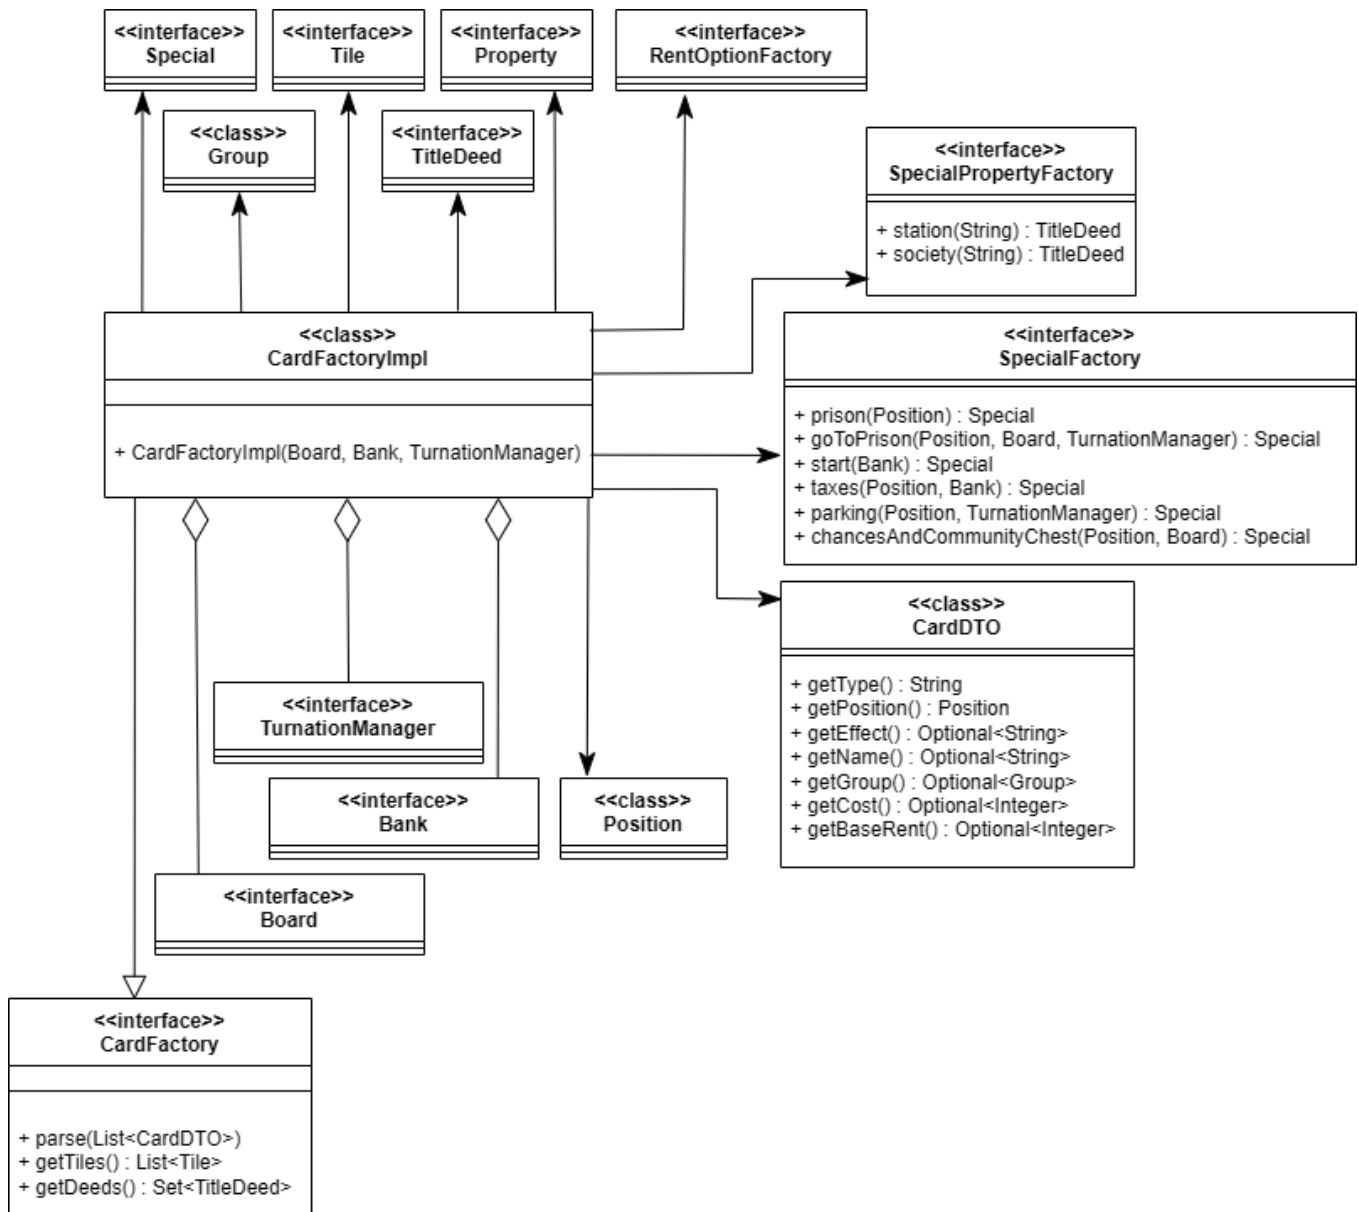 <<interface>>
Special
<<interface>>
Tile
<<interface>>
Property
<<interface>>
RentOptionFactory
<<class>>
Group
<<interface>>
TitleDeed
<<interface>>
SpecialPropertyFactory
+ station(String) : TitleDeed
+ society(String) : TitleDeed
<<class>>
CardFactoryImpl
+ CardFactoryImpl(Board, Bank, TurnationManager)
<<interface>>
SpecialFactory
+ prison(Position) : Special
+ goToPrison(Position, Board, TurnationManager) : Special
+ start(Bank) : Special
+ taxes(Position, Bank) : Special
+ parking(Position, TurnationManager) : Special
+ chancesAndCommunityChest(Position, Board) : Special
<<class>>
CardDTO
+ getType() : String
+ getPosition() : Position
+ getEffect() : Optional<String>
+ getName() : Optional<String>
+ getGroup() : Optional<Group>
+ getCost() : Optional<Integer>
+ getBaseRent() : Optional<Integer>
<<interface>>
TurnationManager
<<interface>>
Bank
<<class>>
Position
<<interface>>
Board
<<interface>>
CardFactory
+ parse(List<CardDTO>)
+ getTiles() : List<Tile>
+ getDeeds() : Set<TitleDeed>